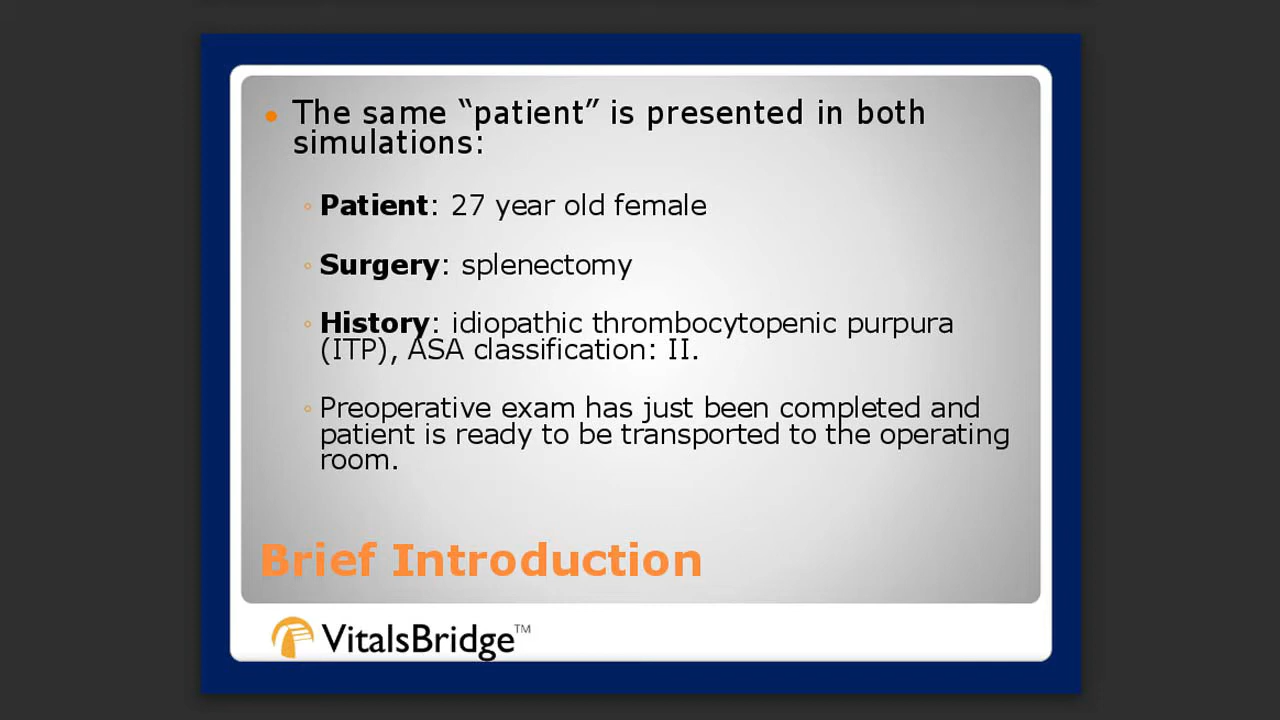 • The same “patient” is presented in both
simulations:
◦ Patient: 27 year old female
◦ Surgery: splenectomy
◦ History: idiopathic thrombocytopenic purpura
(ITP), ASA classification: II.
◦ Preoperative exam has just been completed and
patient is ready to be transported to the operating
room.
Brief Introduction
VitalsBridge™